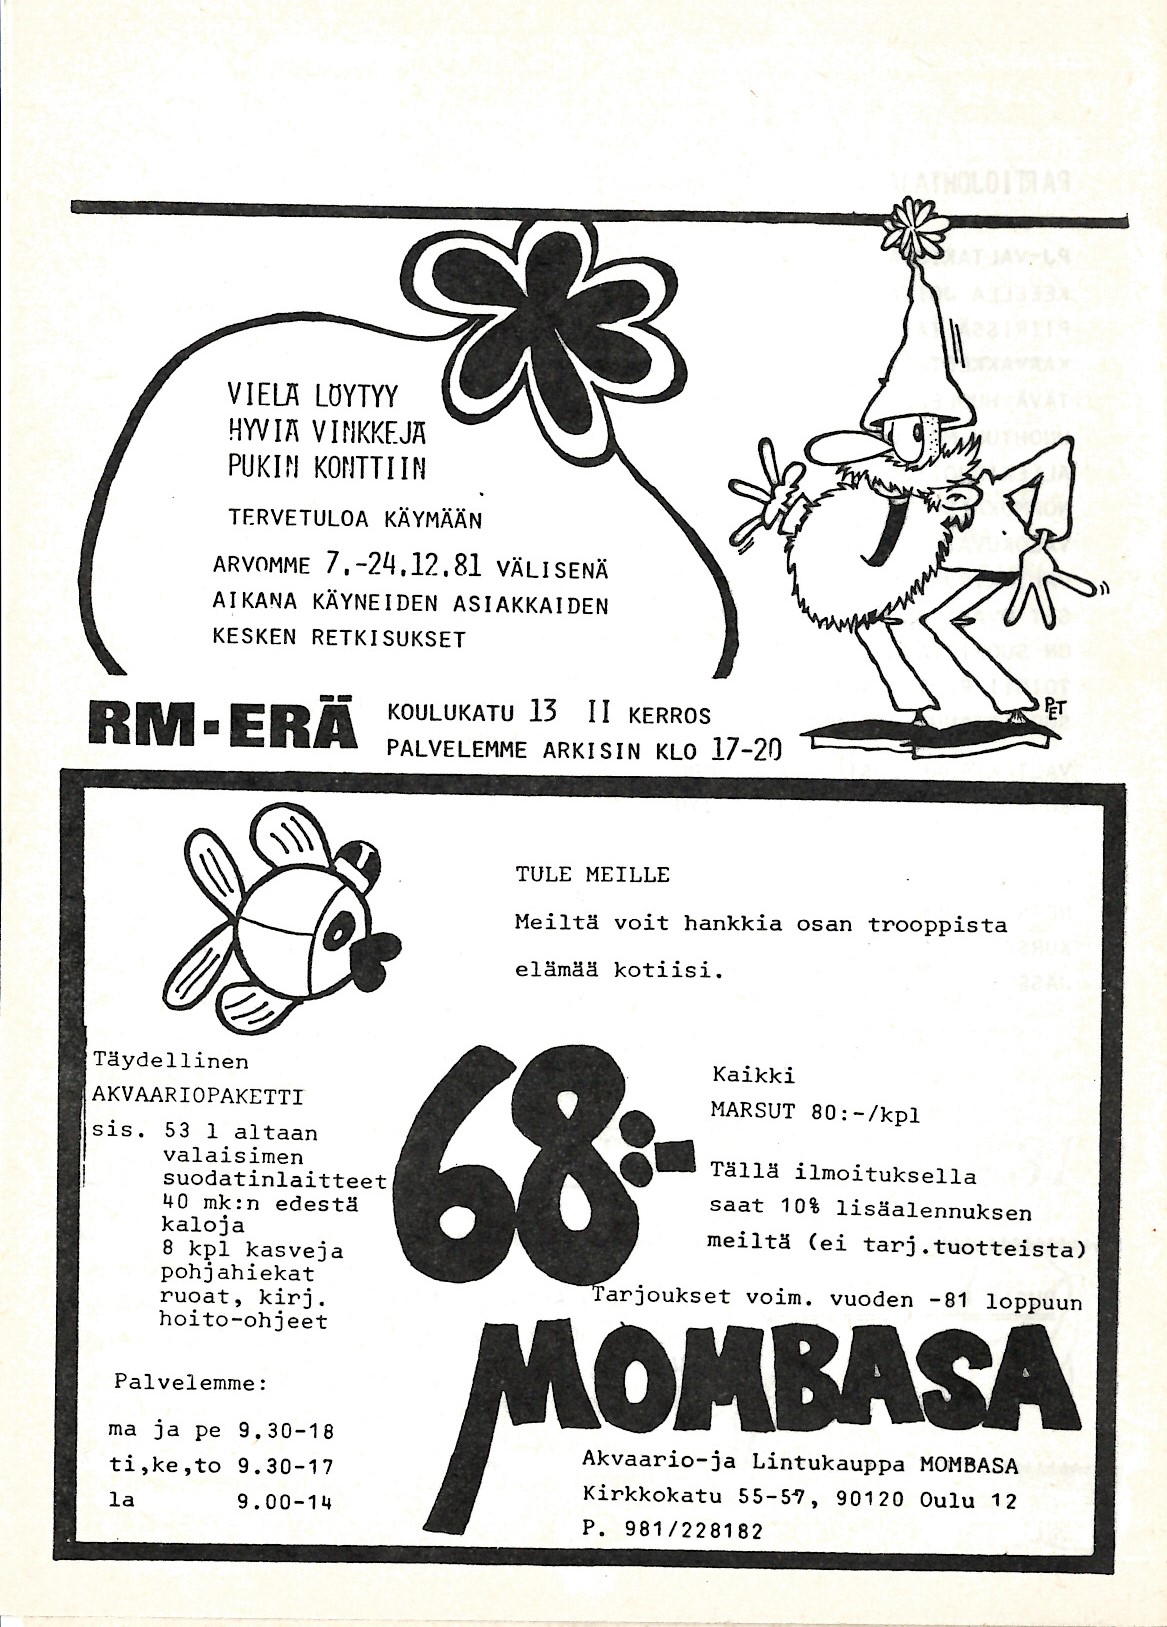 VIELÄ LÖYTYY
HYVIÄ VINKKEJÄ
PUKIN KONTTIIN
TERVETULOA KÄYMÄÄN
ARVOMME 7.-24.12.81 VÄLISENÄ
AIKANA KÄYNEIDEN ASIAKKAIDEN
KESKEN RETKISUKSET
PET
RM-ERÄ
KOULUKATU 13 II KERROS
PALVELEMME ARKISIN KLO 17-20
TULE MEILLE
Meiltä voit hankkia osan trooppista
elämää kotiisi.
Täydellinen
AKVAARIOPAKETTI
sis. 53 l altaan
valaisimen
suodatinlaitteet
40 mk:n edestä
kaloja
8 kpl kasveja
pohjahiekat
ruoat, kirj.
hoito-ohjeet
68:-
Kaikki
MARSUT 80:-/kpl
Tällä ilmoituksella
saat 10% lisäalennuksen
meiltä (ei tarj.tuotteista)
Tarjoukset voim. vuoden -81 loppuun
MOMBASA
Palvelemme:
ma ja pe 9.30-18
ti,ke,to 9.30-17
la 9.00-14
Akvaario-ja Lintukauppa MOMBASA
Kirkkokatu 55-57, 90120 Oulu 12
P. 981/228182